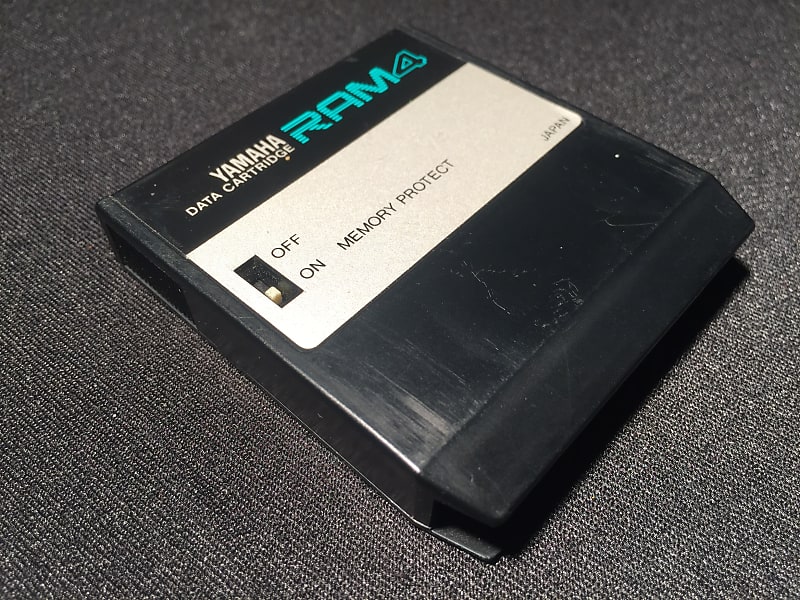 YAMAHA
DATA CARTRIDGE
RAM4
OFF
ON MEMORY PROTECT
JAPAN